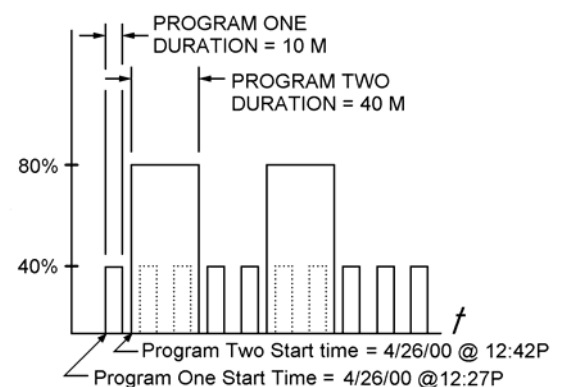 PROGRAM ONE
DURATION = 10 M
PROGRAM TWO
DURATION = 40 M
80%
40%
t
Program Two Start time = 4/26/00 @ 12:42P
Program One Start Time = 4/26/00 @12:27P